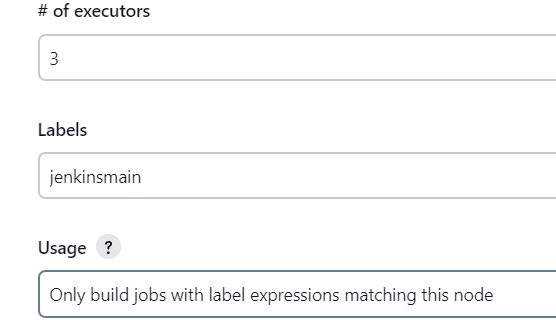 # of executors
3
Labels
jenkinsmain
Usage ?
Only build jobs with label expressions matching this node